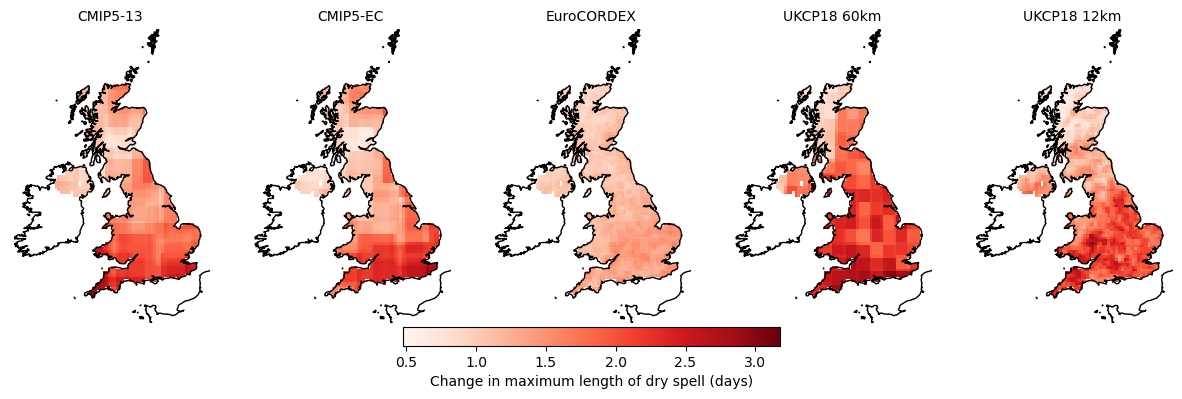 CMIP5-13
CMIP5-EC
EuroCORDEX
UKCP18 60km
UKCP18 12km
0.5
1.0
1.5
2.0
2.5
3.0
Change in maximum length of dry spell (days)